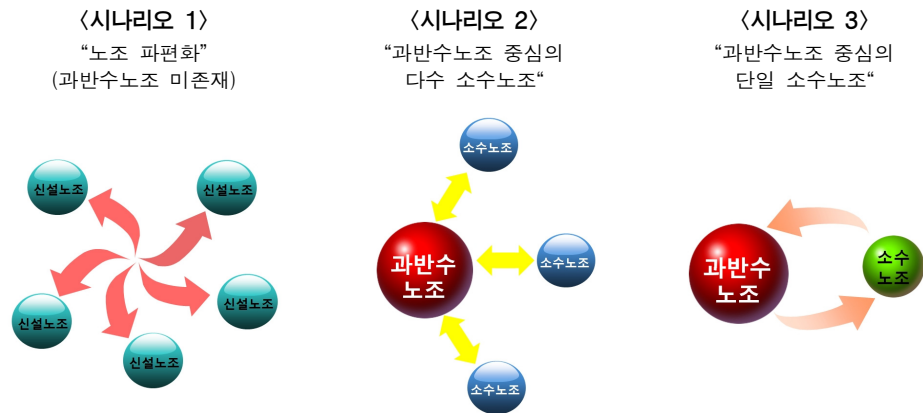 〈시나리오 1〉
“노조 파편화”
(과반수노조 미존재)
신설노조
신설노조
신설노조
신설노조
신설노조
〈시나리오 2〉
“과반수노조 중심의
다수 소수노조“
소수노조
과반수
노조
소수노조
소수노조
〈시나리오 3〉
“과반수노조 중심의
단일 소수노조“
과반수
노조
소수
노조